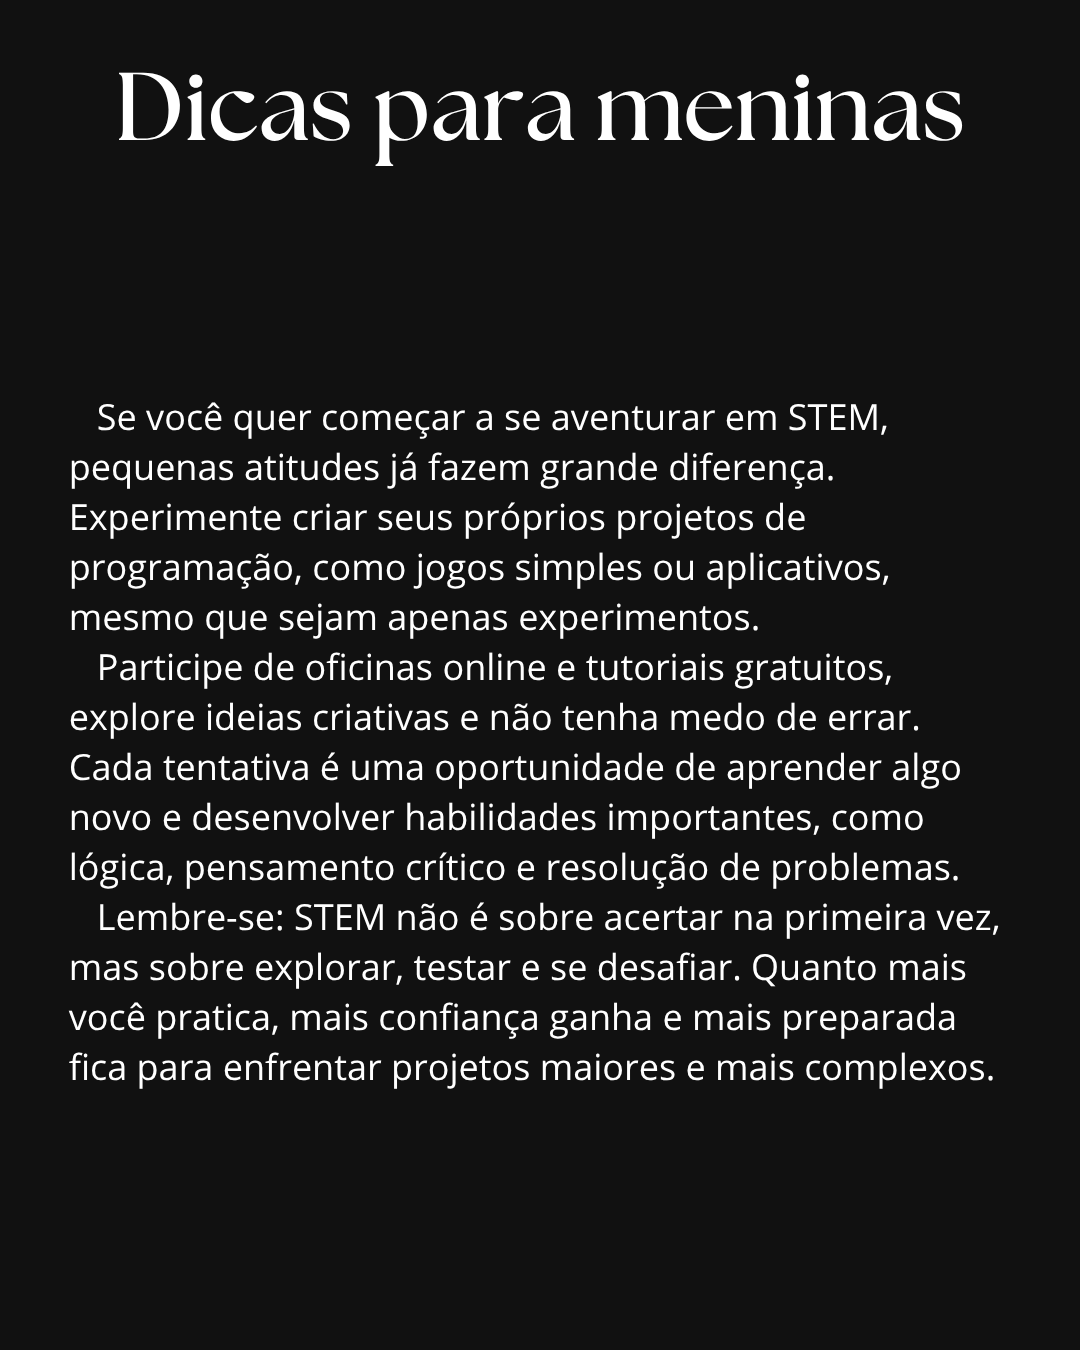 Dicas para meninas
Se você quer começar a se aventurar em STEM,
pequenas atitudes já fazem grande diferença.
Experimente criar seus próprios projetos de
programação, como jogos simples ou aplicativos,
mesmo que sejam apenas experimentos.
Participe de oficinas online e tutoriais gratuitos,
explore ideias criativas e não tenha medo de errar.
Cada tentativa é uma oportunidade de aprender algo
novo e desenvolver habilidades importantes, como
lógica, pensamento crítico e resolução de problemas.
Lembre-se: STEM não é sobre acertar na primeira vez,
mas sobre explorar, testar e se desafiar. Quanto mais
você pratica, mais confiança ganha e mais preparada
fica para enfrentar projetos maiores e mais complexos.